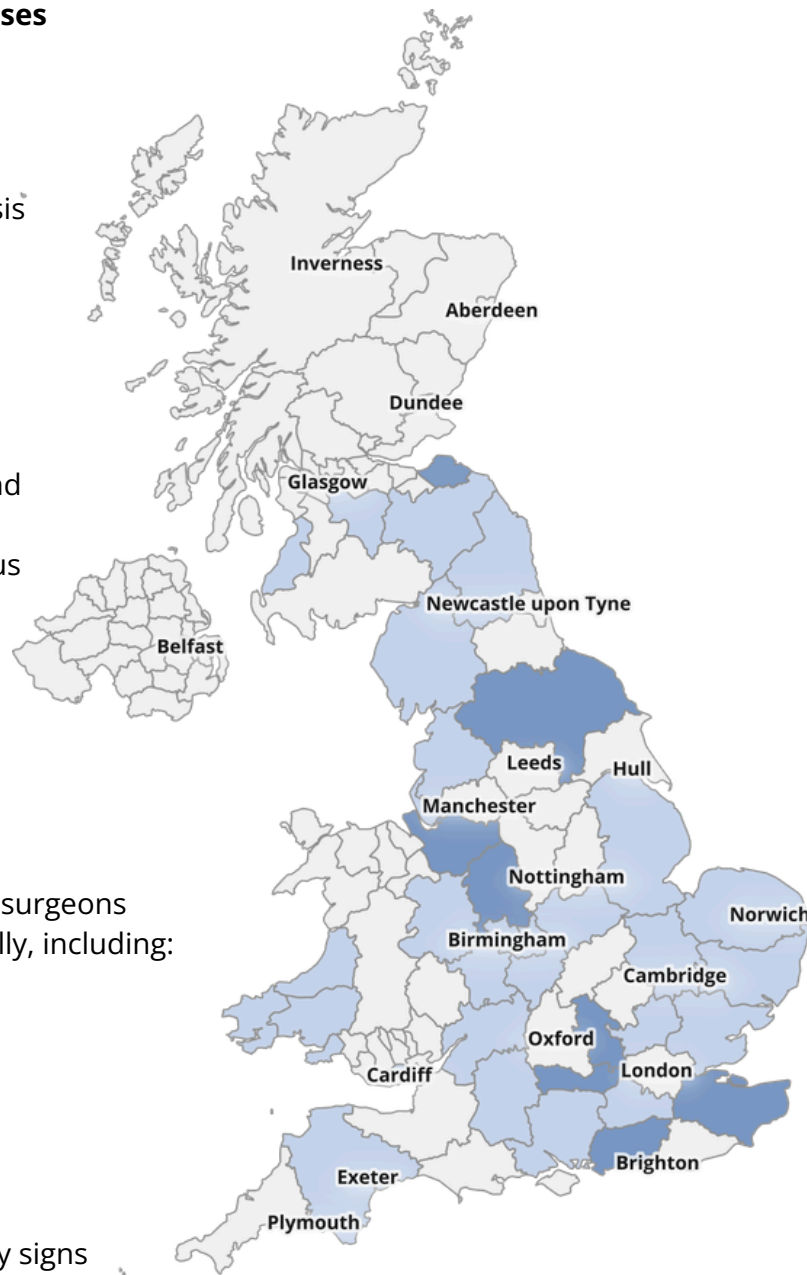 ses
sis
Inverness
Aberdeen
Dundee
nd
Glasgow
us
Newcastle upon Tyne
Belfast
Leeds
Hull
Manchester
Nottingham
surgeons
Norwich
Birmingham
lly, including:
Cambridge
Oxford
London
Cardiff
Brighton
Exeter
Plymouth
y signs